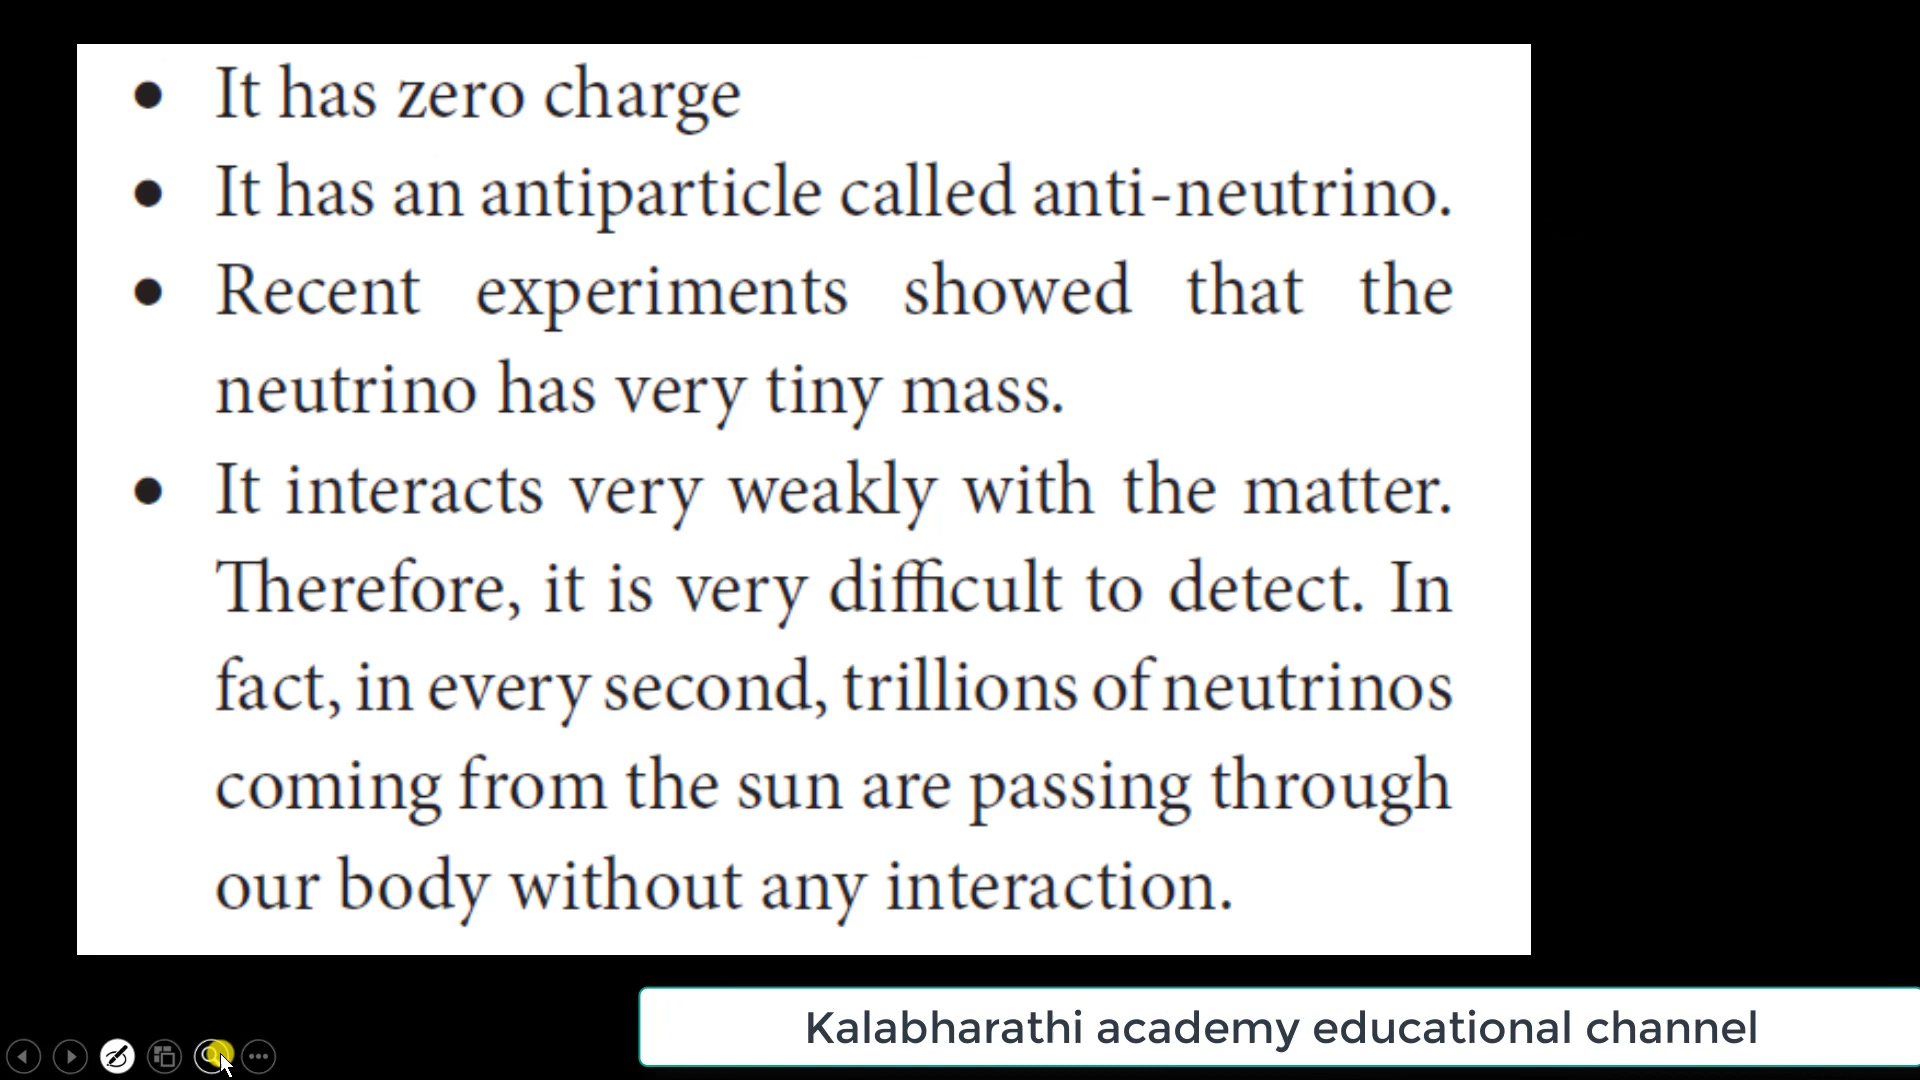 ● It has zero charge
● It has an antiparticle called anti-neutrino.
● Recent experiments showed that the
neutrino has very tiny mass.
● It interacts very weakly with the matter.
Therefore, it is very difficult to detect. In
fact, in every second, trillions of neutrinos
coming from the sun are passing through
our body without any interaction.
Kalabharathi academy educational channel